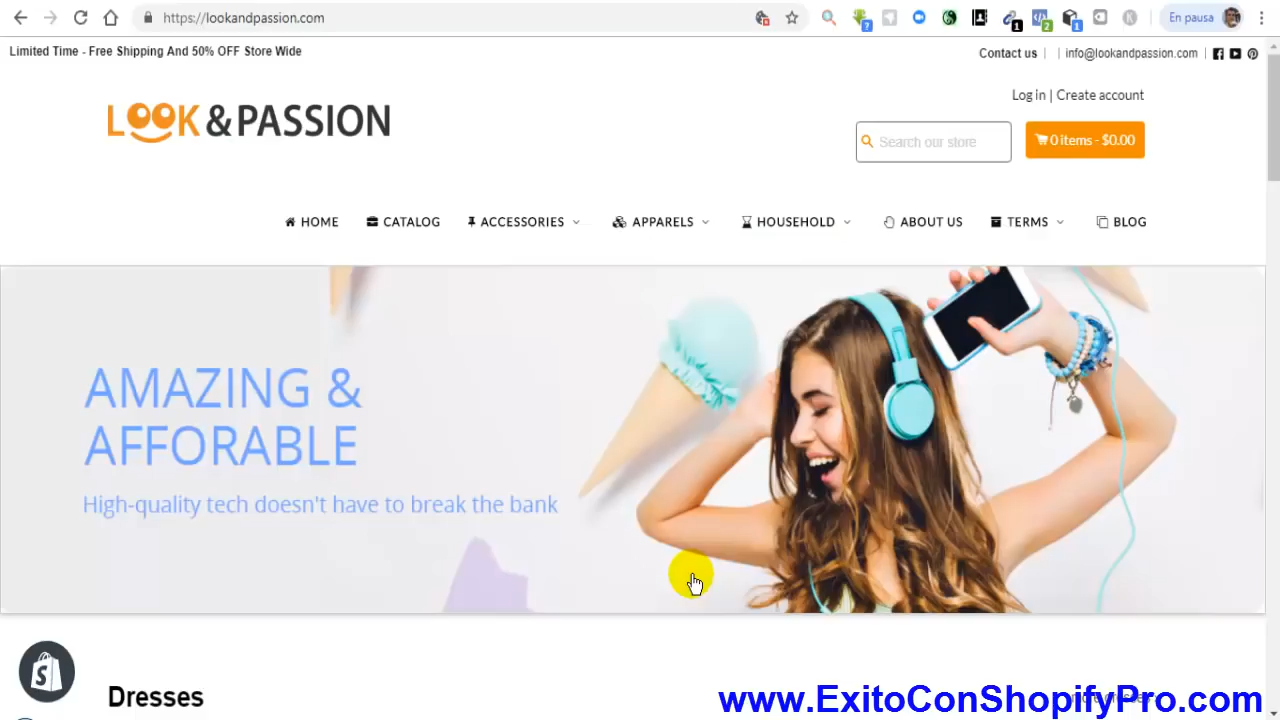 https://lookandpassion.com
En pausa
Limited Time - Free Shipping And 50% OFF Store Wide
Contact us | | info@lookandpassion.com |
Log in | Create account
LOOK & PASSION
Search our store
0 items - $0.00
HOME CATALOG ACCESSORIES APPARELS HOUSEHOLD ABOUT US TERMS BLOG
AMAZING &
AFFORABLE
High-quality tech doesn't have to break the bank
Dresses
www.ExitoConShopifyPro.com